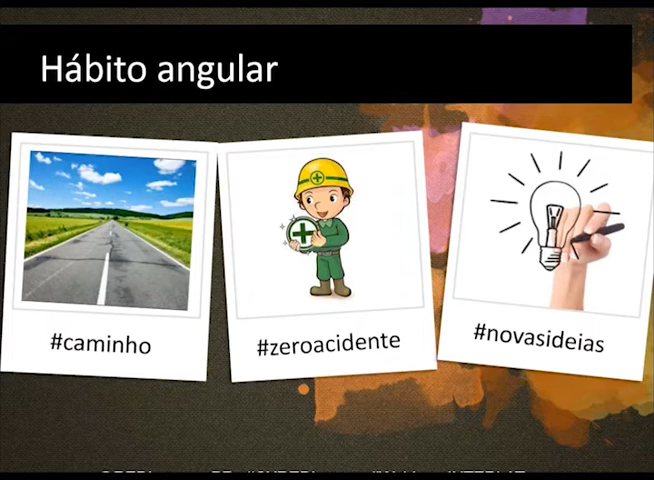 Hábito angular
#caminho
#zeroacidente
#novasideias